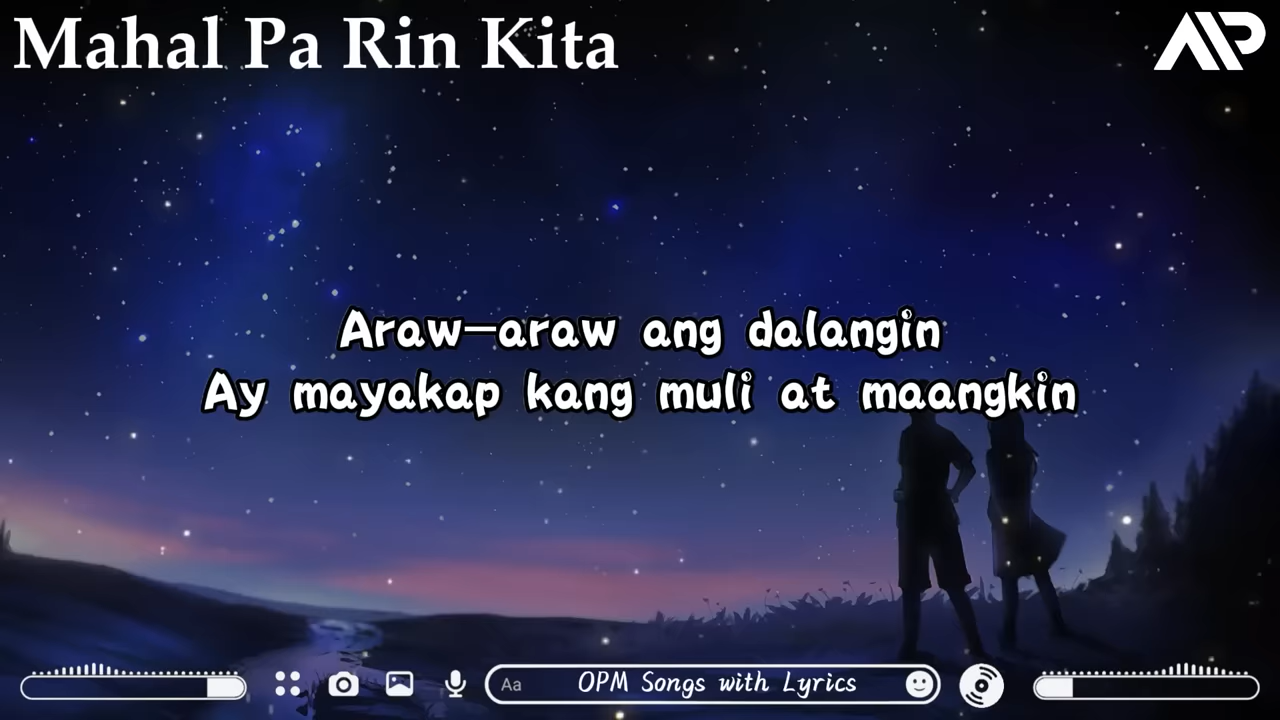 Mahal Pa Rin Kita
AP
Araw-araw ang dalangin
Ay mayakap kang muli at maangkin
Aa
OPM Songs with Lyrics